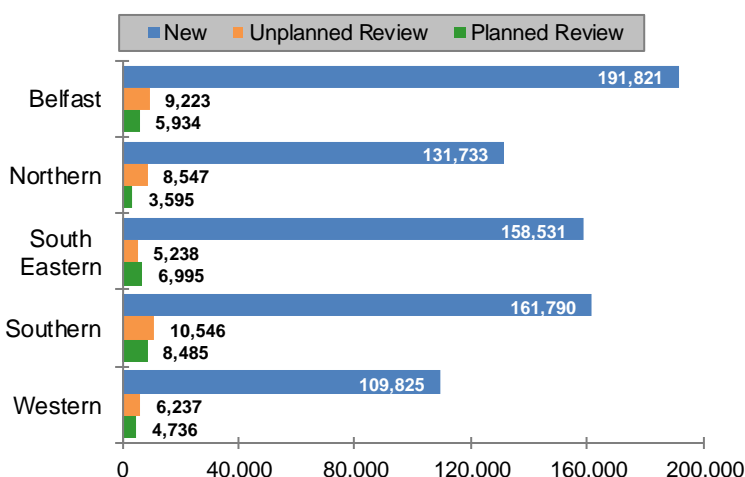 New Unplanned Review Planned Review
Belfast
191,821
9,223
5,934
Northern
131,733
8,547
3,595
South
Eastern
158,531
5,238
6,995
Southern
161,790
10,546
8,485
Western
109,825
6,237
4,736
0 40,000 80,000 120,000 160,000 200,000